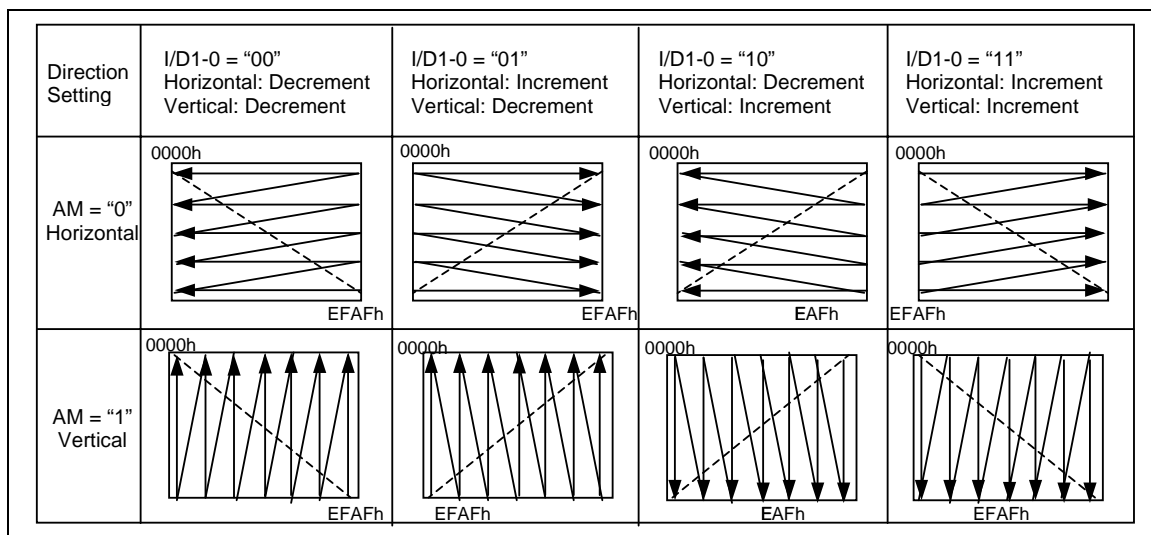 Direction
Setting
I/D1-0 = “00”
Horizontal: Decrement
Vertical: Decrement
I/D1-0 = “01”
Horizontal: Increment
Vertical: Decrement
I/D1-0 = “10”
Horizontal: Decrement
Vertical: Increment
I/D1-0 = “11”
Horizontal: Increment
Vertical: Increment
AM = “0”
Horizontal
0000h
EFAFh
0000h
EFAFh
0000h
EAFh
0000h
EFAFh
AM = “1”
Vertical
0000h
EFAFh
0000h
EFAFh
0000h
EAFh
0000h
EFAFh